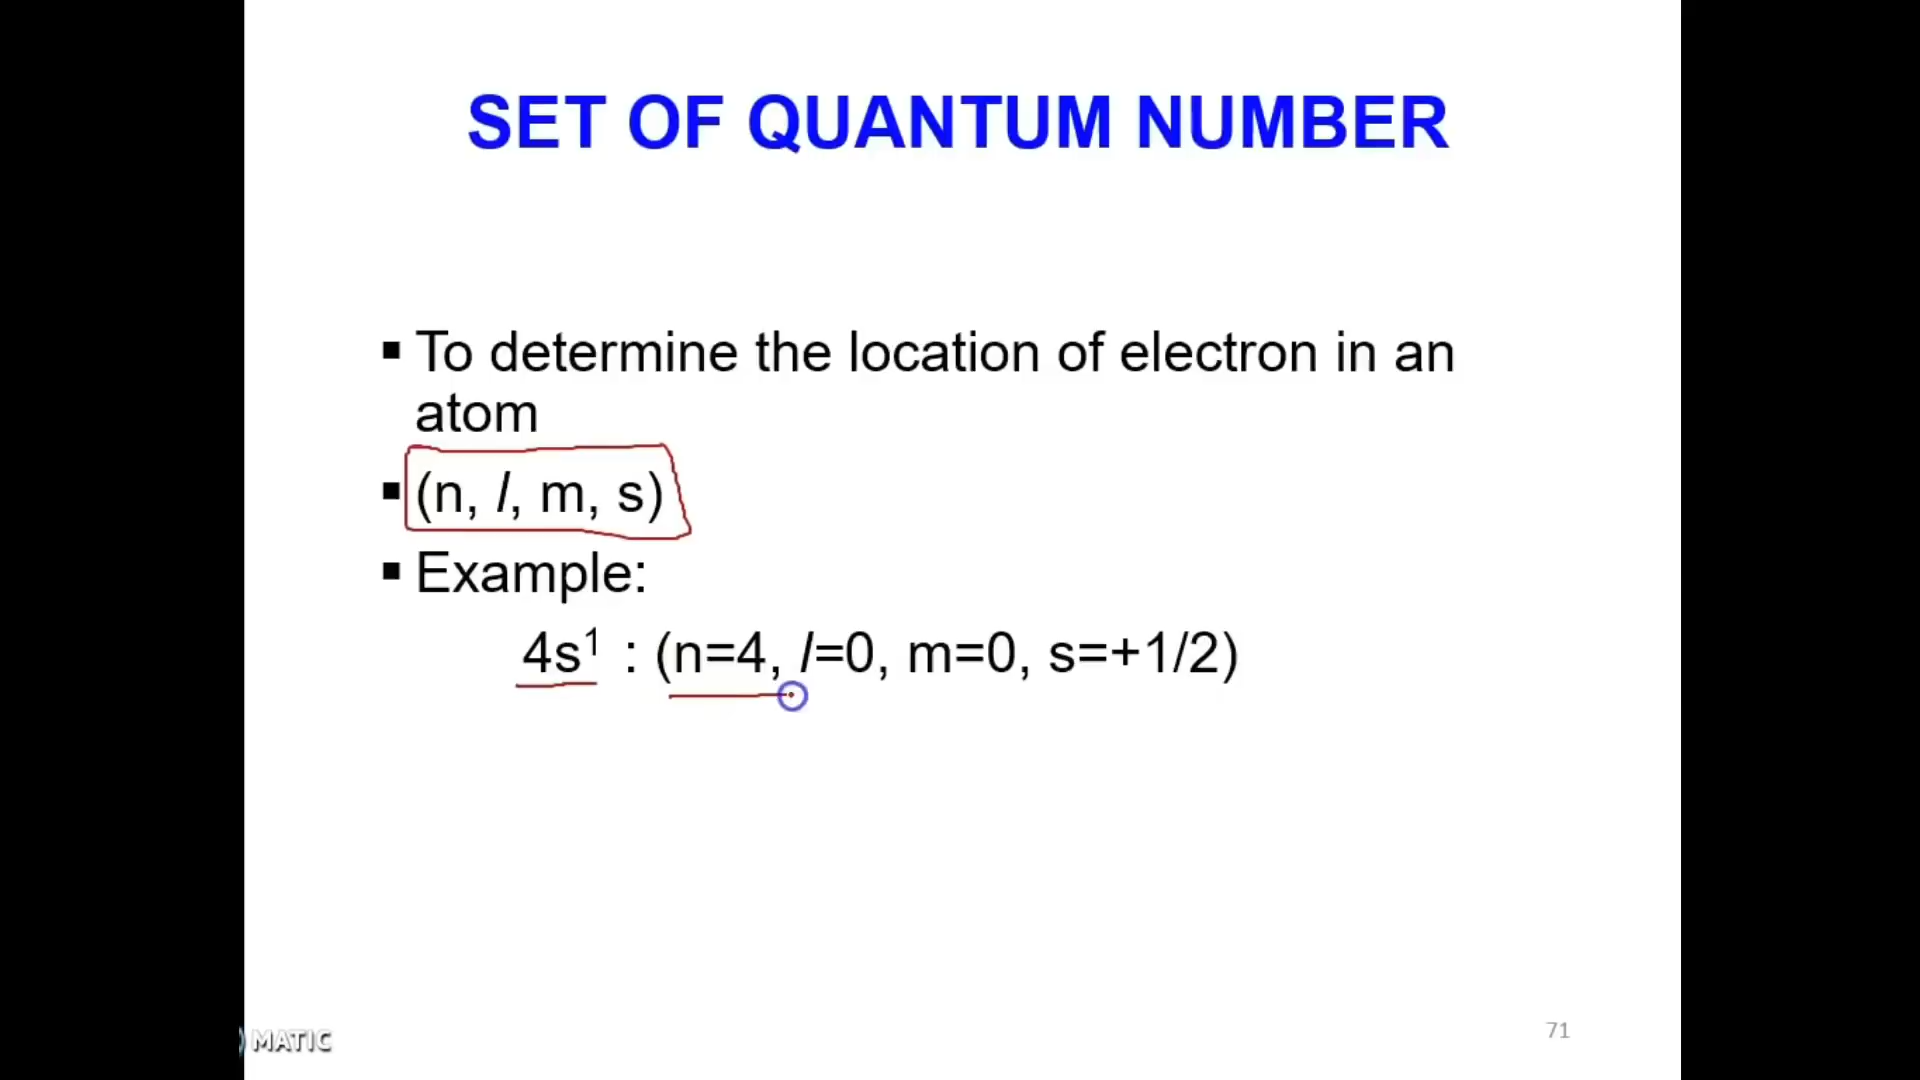 SET OF QUANTUM NUMBER
▪ To determine the location of electron in an
atom
▪ (n, l, m, s)
▪ Example:
4s¹ : (n=4, l=0, m=0, s=+1/2)
MATIC
71